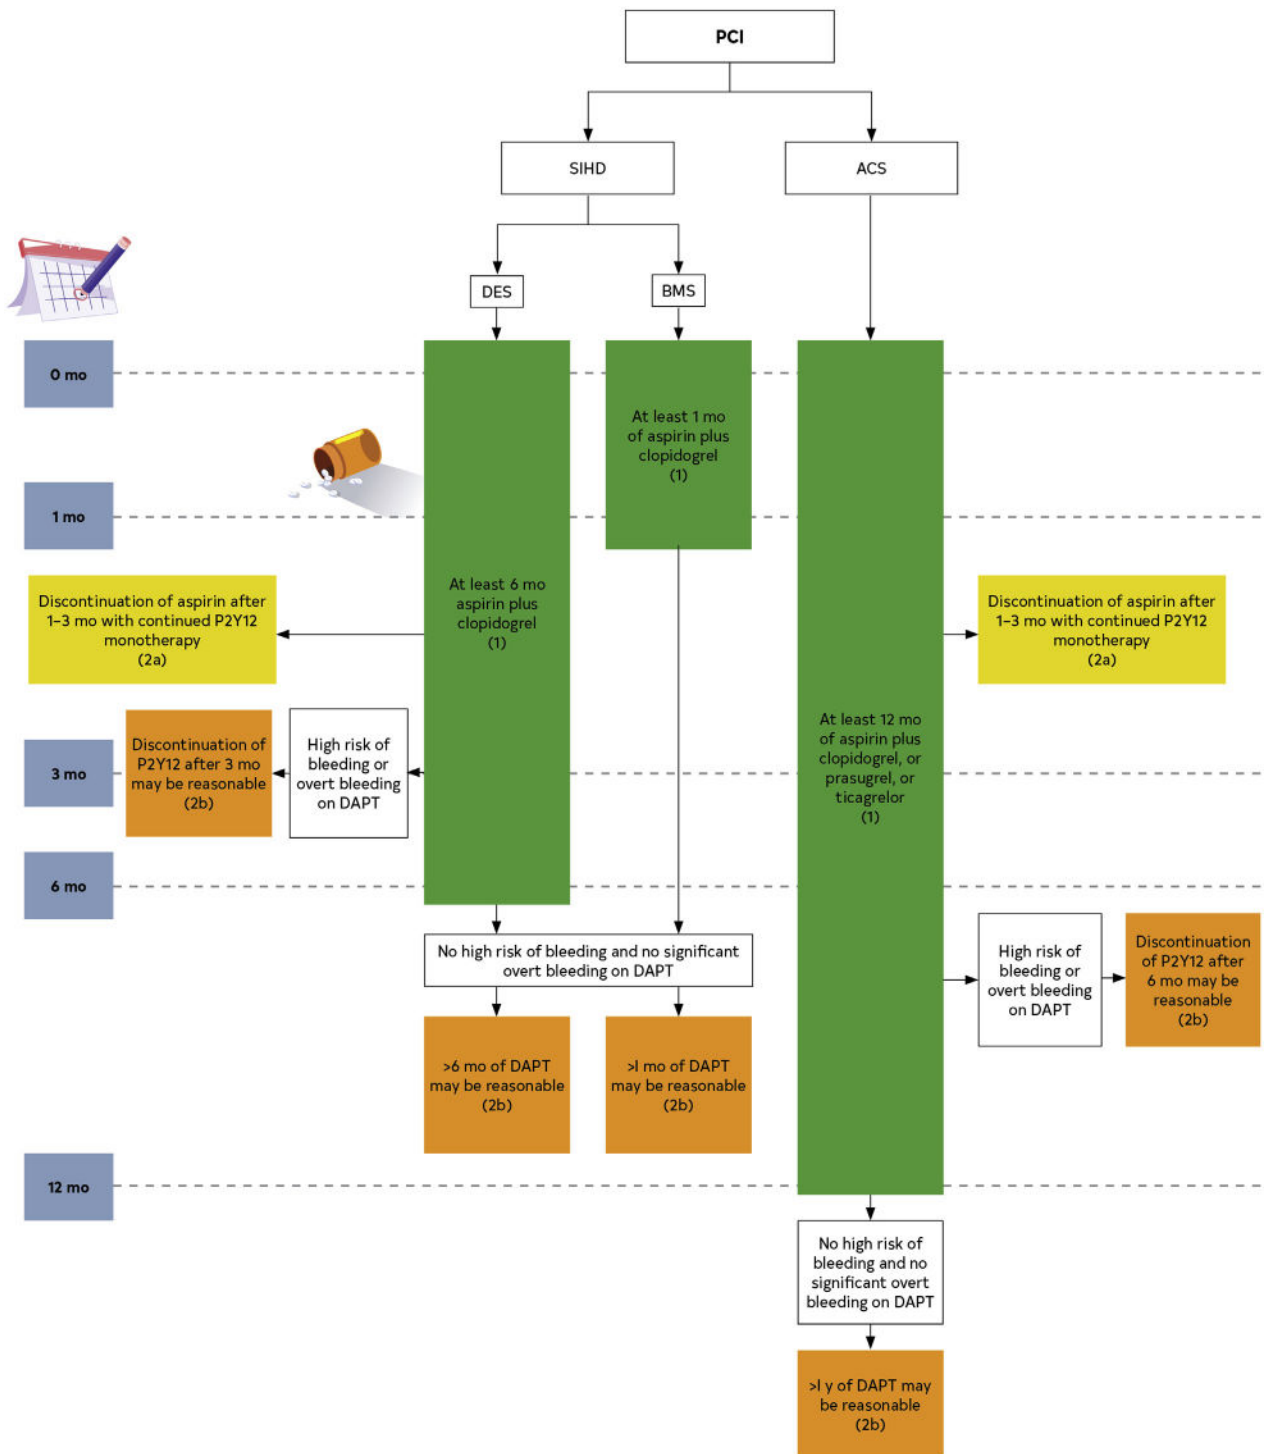 PCI
SIHD
ACS
DES
BMS
0 mo
At least 1 mo
of aspirin plus
clopidogrel
(1)
1 mo
Discontinuation of aspirin after
1–3 mo with continued P2Y12
monotherapy
(2a)
At least 6 mo
aspirin plus
clopidogrel
(1)
Discontinuation of aspirin after
1–3 mo with continued P2Y12
monotherapy
(2a)
3 mo
Discontinuation of
P2Y12 after 3 mo
may be reasonable
(2b)
High risk of
bleeding or
overt bleeding
on DAPT
At least 12 mo
of aspirin plus
clopidogrel, or
prasugrel, or
ticagrelor
(1)
6 mo
No high risk of bleeding and no significant
overt bleeding on DAPT
High risk of
bleeding or
overt bleeding
on DAPT
Discontinuation
of P2Y12 after
6 mo may be
reasonable
(2b)
>6 mo of DAPT
may be reasonable
(2b)
>l mo of DAPT
may be reasonable
(2b)
12 mo
No high risk of
bleeding and no
significant overt
bleeding on DAPT
>l y of DAPT may
be reasonable
(2b)